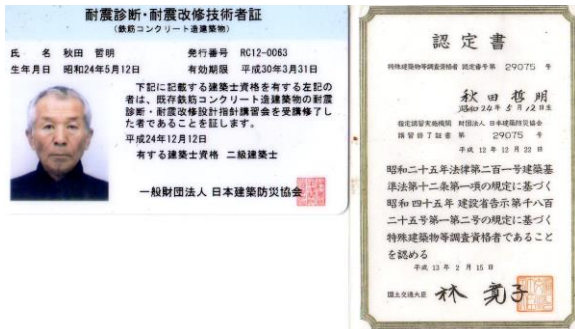 耐震診断・耐震改修技術者証
（鉄筋コンクリート造建築物）
氏　名　秋田　哲明　発行番号　RC12-0063
生年月日　昭和24年5月12日　有効期限　平成30年3月31日
下記に記載する建築士資格を有する左記の
者は、既存鉄筋コンクリート造建築物の耐震
診断・耐震改修設計指針講習会を受講修了し
た者であることを証します。
平成24年12月12日
有する建築士資格　二級建築士
一般財団法人 日本建築防災協会
認定書
特殊建築物等調査資格者　認定番号第　29075　号
秋田　哲明
昭和24年5月12日生
指定講習実施機関　財団法人 日本建築防災協会
講習修了証書　第　29075　号
平成 12年 12月 22日
昭和二十五年法律第二百一号建築基
準法第十二条第一項の規定に基づく
昭和四十五年 建設省告示第千八百
二十五号第一第二号の規定に基づく
特殊建築物等調査資格者であること
を認める
平成 13年 2月 15日
国土交通大臣　林　寛子